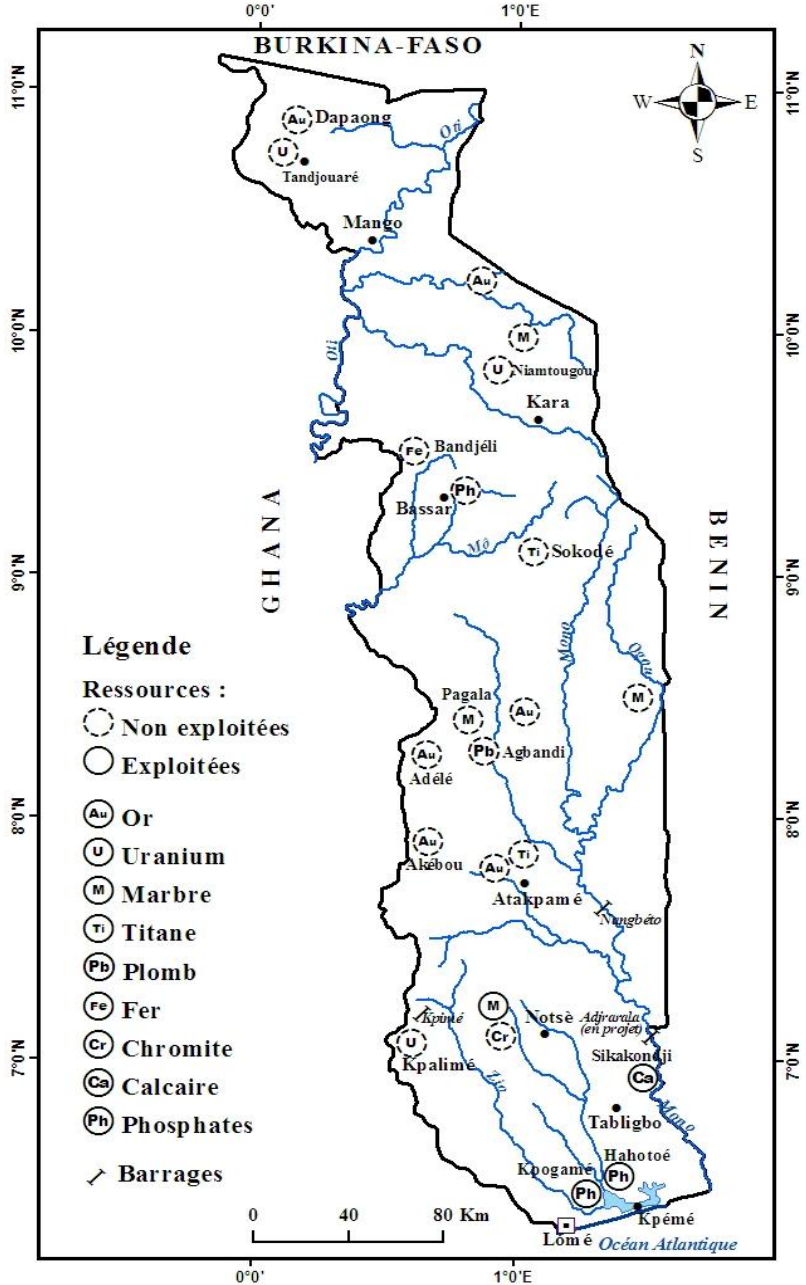 0°0'
1°0'E
BURKINA-FASO
N
W
E
S
11°0'N
11°0'N
Au
Dapaong
Oti
U
Tandjouaré
Mango
Au
10°0'N
10°0'N
M
Oti
U
Niamtougou
Kara
Fe
Bandjéli
Ph
Bassar
GHANA
BENIN
Mô
Ti
Sokodé
9°0'N
9°0'N
Mono
Ogou
Légende
Ressources :
Non exploitées
Exploitées
Au Or
U Uranium
M Marbre
Ti Titane
Pb Plomb
Fe Fer
Cr Chromite
Ca Calcaire
Ph Phosphates
Barrages
Pagala
M
Au
M
Pb
Agbandi
Au
Adélé
8°0'N
8°0'N
Au
Akébou
Ti
Au
Atakpamé
Nangbéto
M
Kpimé
Notsè
Adjrarala
(en projet)
Cr
U
Kpalimé
Sikakondji
7°0'N
7°0'N
Ca
Zio
Mono
Tabligbo
Hahotoé
Kpogamé
Ph
Ph
0 40 80 Km
Kpémé
Lomé
Océan Atlantique
0°0'
1°0'E